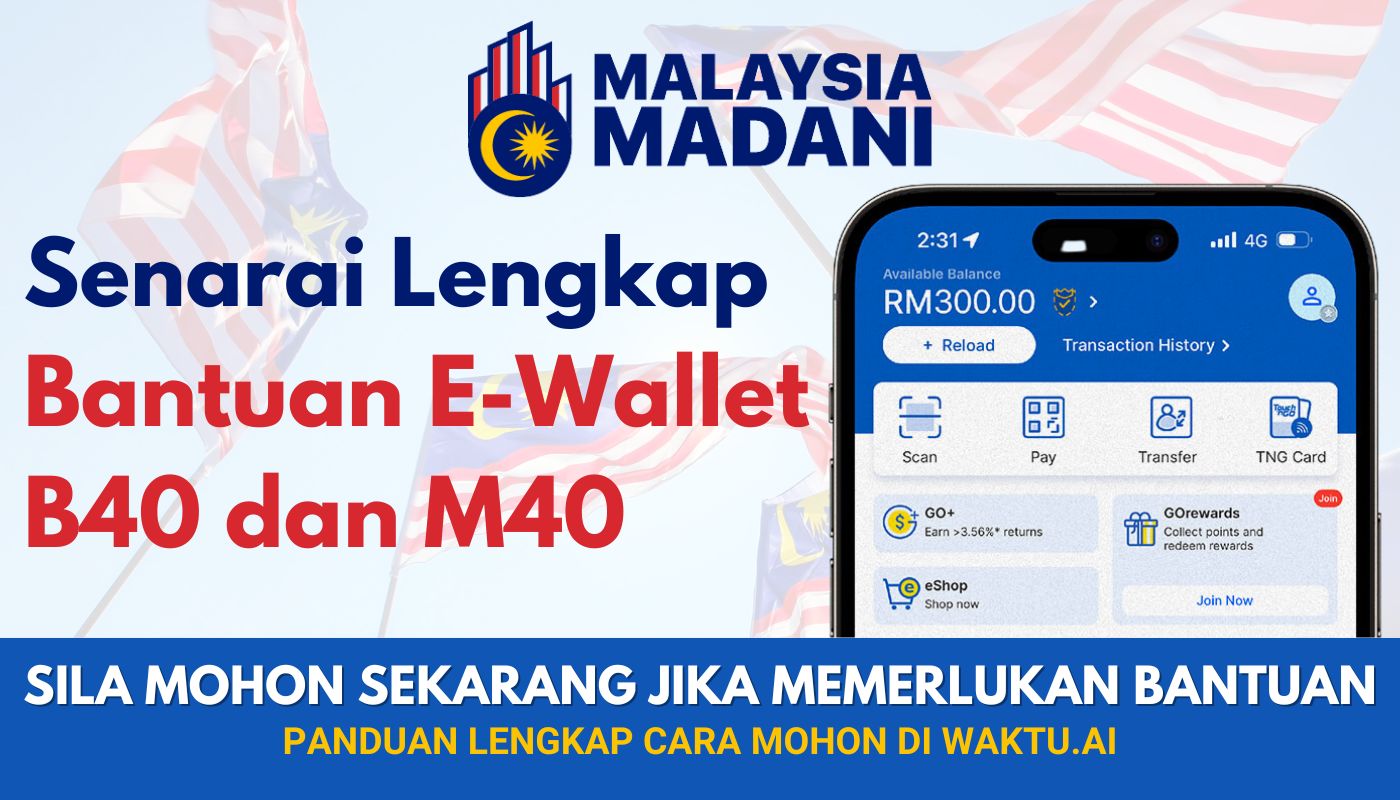 MALAYSIA
MADANI
Senarai Lengkap
Bantuan E-Wallet
B40 dan M40
2:31
4G
Available Balance
RM300.00
+ Reload
Transaction History
Scan
Pay
Transfer
Touch
nGO
TNG Card
GO+
Earn >3.56%* returns
Join
GOrewards
Collect points and
redeem rewards
Join Now
eShop
Shop now
SILA MOHON SEKARANG JIKA MEMERLUKAN BANTUAN
PANDUAN LENGKAP CARA MOHON DI WAKTU.AI